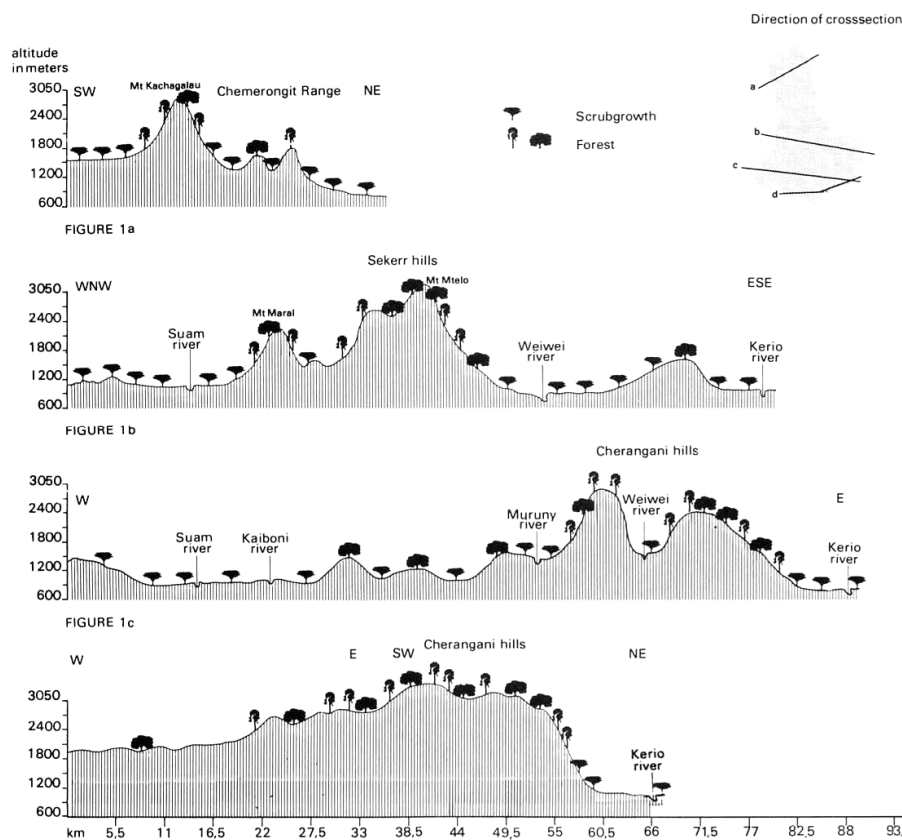 Direction of crosssection
altitude
in meters
3050
2400
1800
1200
600
SW
Mt Kachagalau
Chemerongit Range
NE
Scrubgrowth
Forest
a
b
c
d
FIGURE 1a
Sekerr hills
3050
2400
1800
1200
600
WNW
Suam
river
Mt Maral
Mt Mtelo
Weiwei
river
ESE
Kerio
river
FIGURE 1b
Cherangani hills
3050
2400
1800
1200
600
W
Suam
river
Kaiboni
river
Muruny
river
Weiwei
river
E
Kerio
river
FIGURE 1c
Cherangani hills
W
E
SW
NE
3050
2400
1800
1200
600
Kerio
river
km 5,5 11 16,5 22 27,5 33 38,5 44 49,5 55 60,5 66 71,5 77 82,5 88 93,